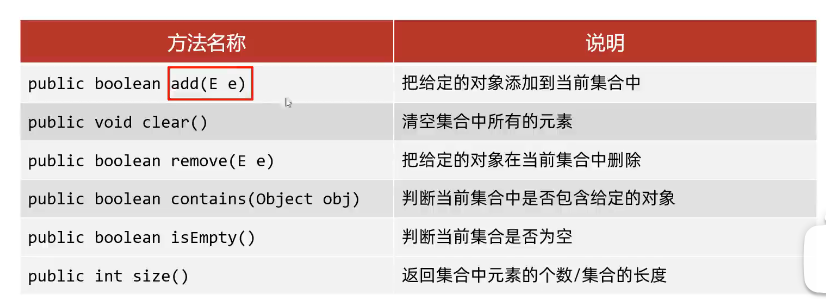 方法名称 说明
public boolean add(E e) 把给定的对象添加到当前集合中
public void clear() 清空集合中所有的元素
public boolean remove(E e) 把给定的对象在当前集合中删除
public boolean contains(Object obj) 判断当前集合中是否包含给定的对象
public boolean isEmpty() 判断当前集合是否为空
public int size() 返回集合中元素的个数/集合的长度